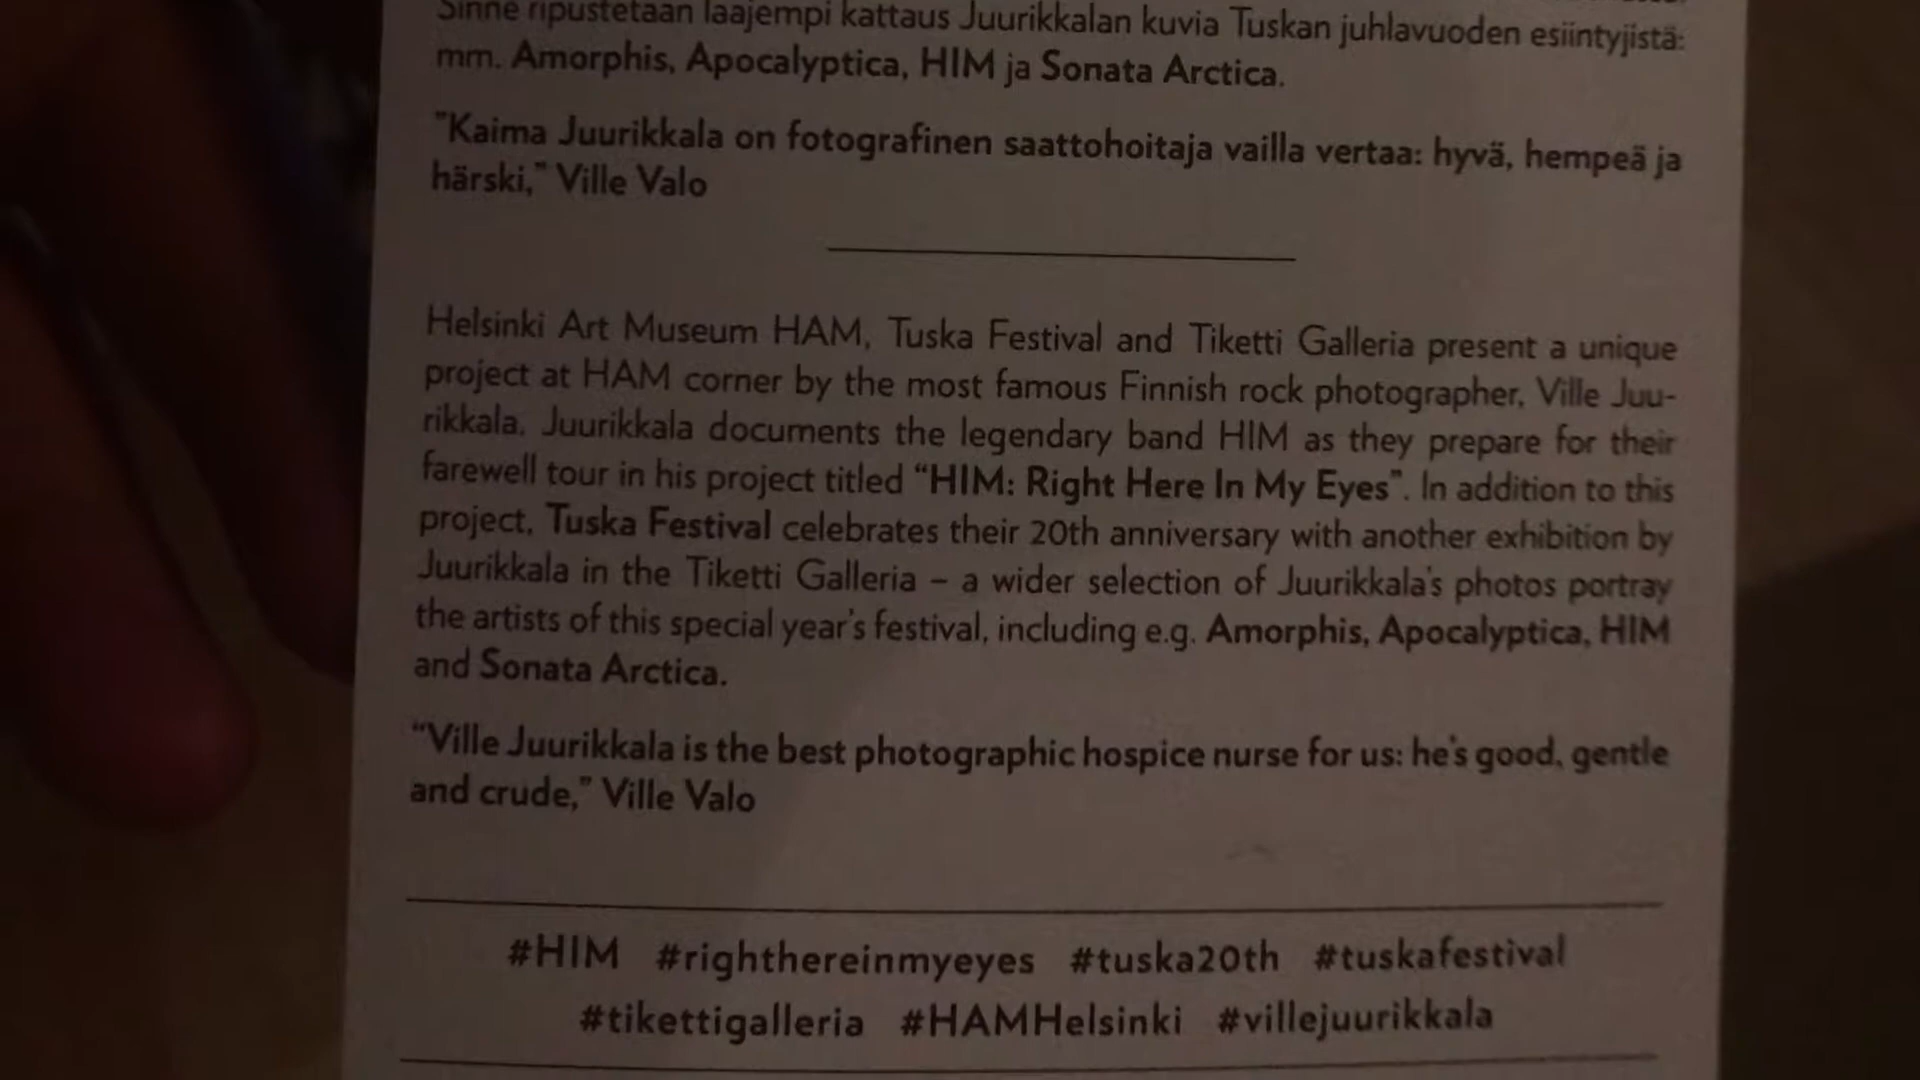 Sinne ripustetaan laajempi kattaus Juurikkalan kuvia Tuskan juhlavuoden esiintyjistä:
mm. Amorphis, Apocalyptica, HIM ja Sonata Arctica.
"Kaima Juurikkala on fotografinen saattohoitaja vailla vertaa: hyvä, hempeä ja
härski," Ville Valo
Helsinki Art Museum HAM, Tuska Festival and Tiketti Galleria present a unique
project at HAM corner by the most famous Finnish rock photographer, Ville Juu-
rikkala. Juurikkala documents the legendary band HIM as they prepare for their
farewell tour in his project titled “HIM: Right Here In My Eyes”. In addition to this
project, Tuska Festival celebrates their 20th anniversary with another exhibition by
Juurikkala in the Tiketti Galleria – a wider selection of Juurikkala's photos portray
the artists of this special year's festival, including e.g. Amorphis, Apocalyptica, HIM
and Sonata Arctica.
“Ville Juurikkala is the best photographic hospice nurse for us: he's good, gentle
and crude,” Ville Valo
#HIM #righthereinmyeyes #tuska20th #tuskafestival
#tikettigalleria #HAMHelsinki #villejuurikkala